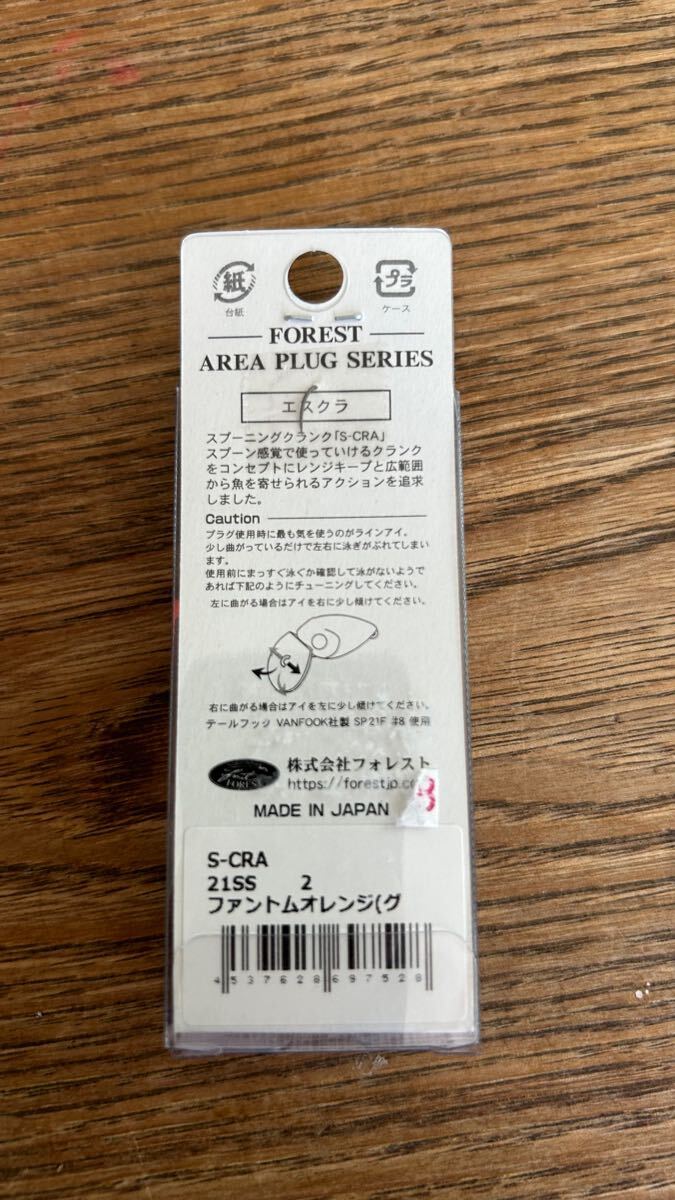 紙
プラ
台紙
ケース
FOREST
AREA PLUG SERIES
エスクラ
スプーニングクランク「S-CRA」
スプーン感覚で使っていけるクランク
をコンセプトにレンジキープと広範囲
から魚を寄せられるアクションを追求
しました。
Caution
プラグ使用時に最も気を使うのがラインアイ。
少し曲がっているだけで左右に泳ぎがぶれてしまい
ます。
使用前にまっすぐ泳ぐか確認して泳がないようで
あれば下記のようにチューニングしてください。
左に曲がる場合はアイを右に少し傾けてください。
右に曲がる場合はアイを左に少し傾けてください。
テールフック VANFOOK社製 SP21F #8 使用
FOREST
株式会社フォレスト
https://forestjp.co
MADE IN JAPAN
S-CRA
21SS 2
ファントムオレンジ(グ
4537628697528